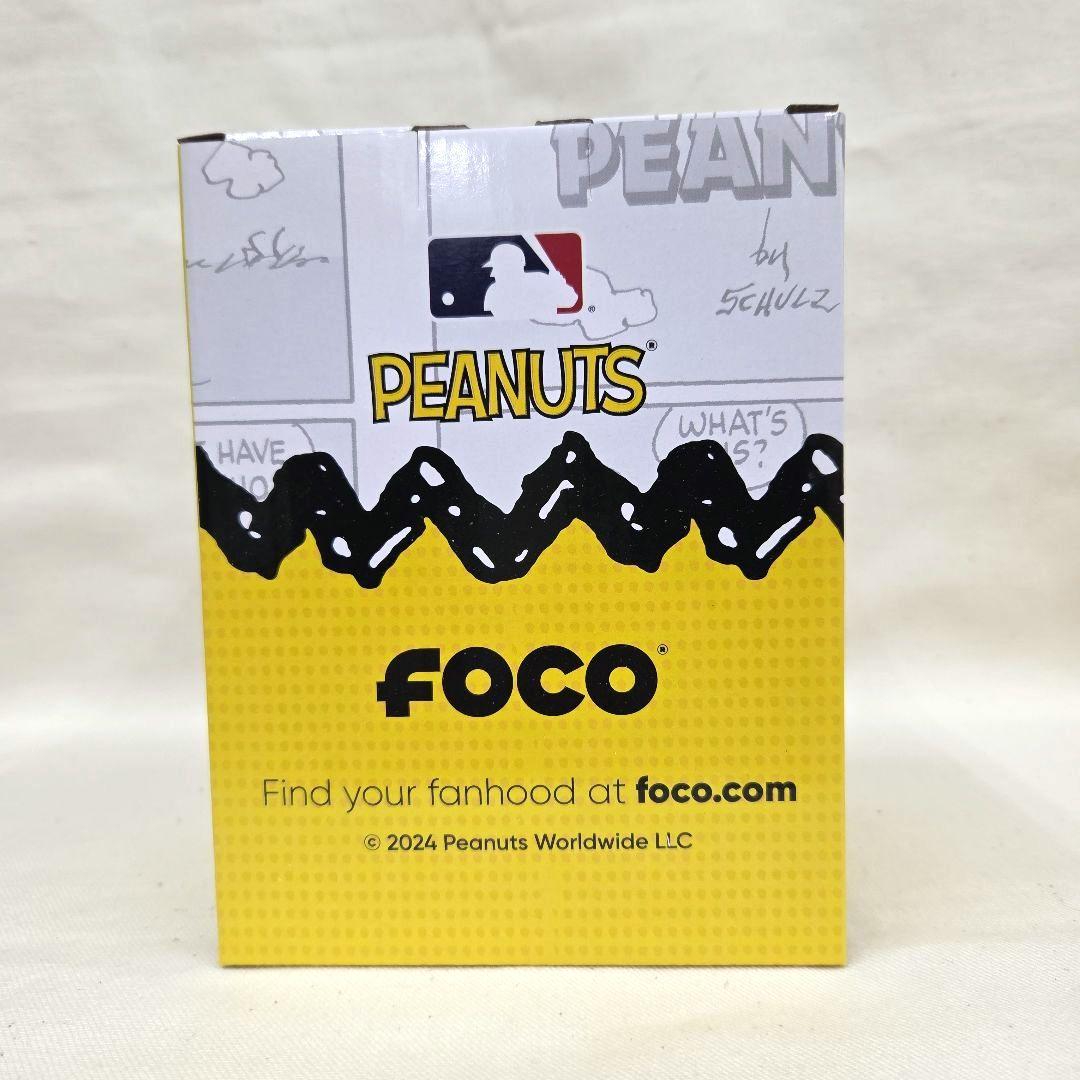 PEAN
by
SCHULZ
®
PEANUTS®
HAVE
WHAT'S
FOCO®
Find your fanhood at foco.com
© 2024 Peanuts Worldwide LLC